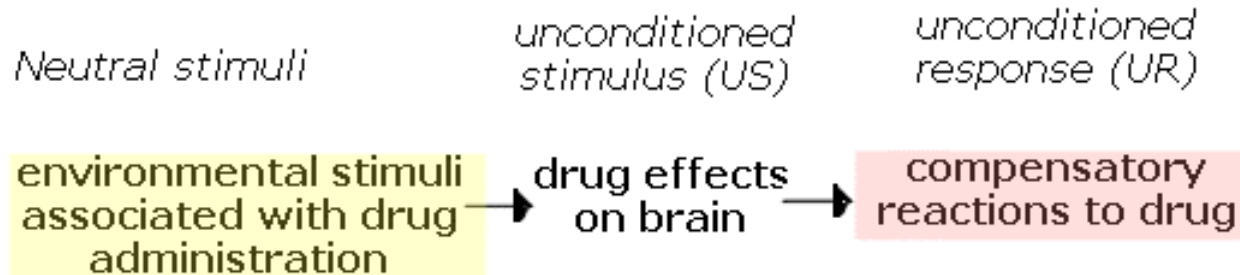 Neutral stimuli
unconditioned
stimulus (US)
unconditioned
response (UR)
environmental stimuli
associated with drug
administration
drug effects
on brain
compensatory
reactions to drug